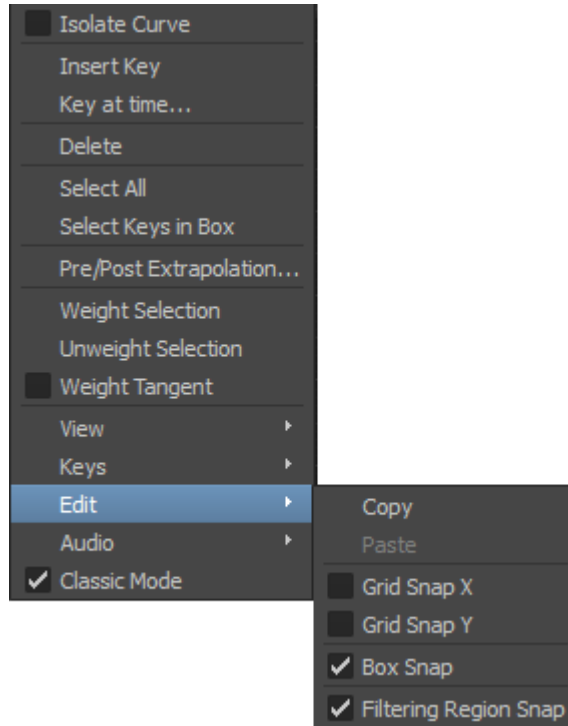 Isolate Curve
Insert Key
Key at time...
Delete
Select All
Select Keys in Box
Pre/Post Extrapolation...
Weight Selection
Unweight Selection
Weight Tangent
View
Keys
Edit
Audio
Classic Mode
Copy
Paste
Grid Snap X
Grid Snap Y
Box Snap
Filtering Region Snap